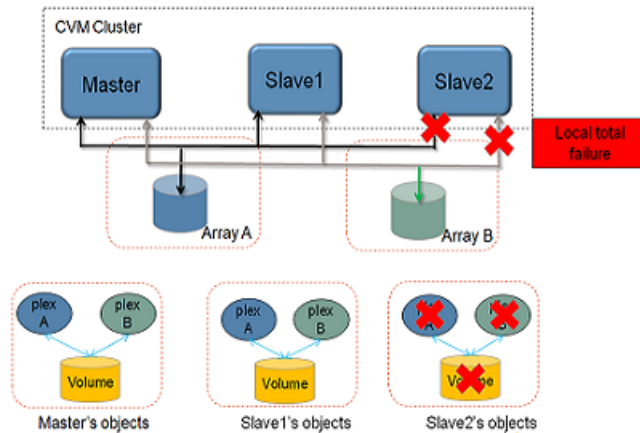 CVM Cluster
Master
Slave1
Slave2
Local total
failure
Array A
Array B
plex
A
plex
B
Volume
plex
A
plex
B
Volume
Volume
Master's objects
Slave1's objects
Slave2's objects